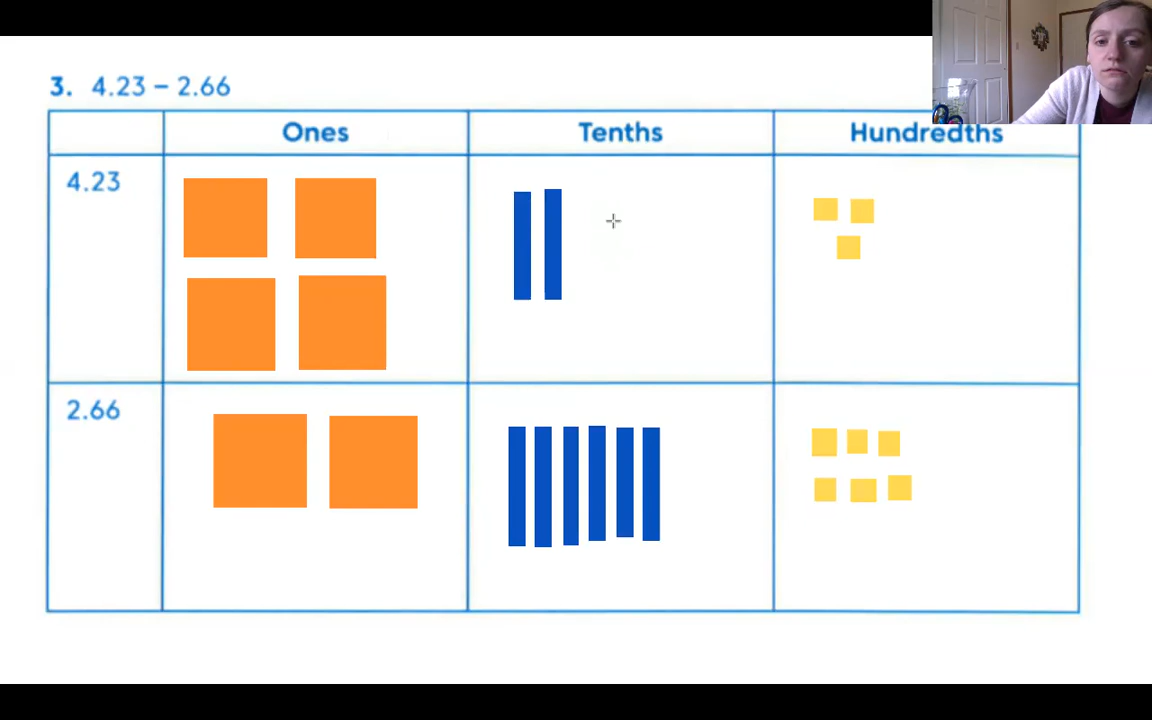 3. 4.23 – 2.66
Ones Tenths Hundredths
4.23
2.66